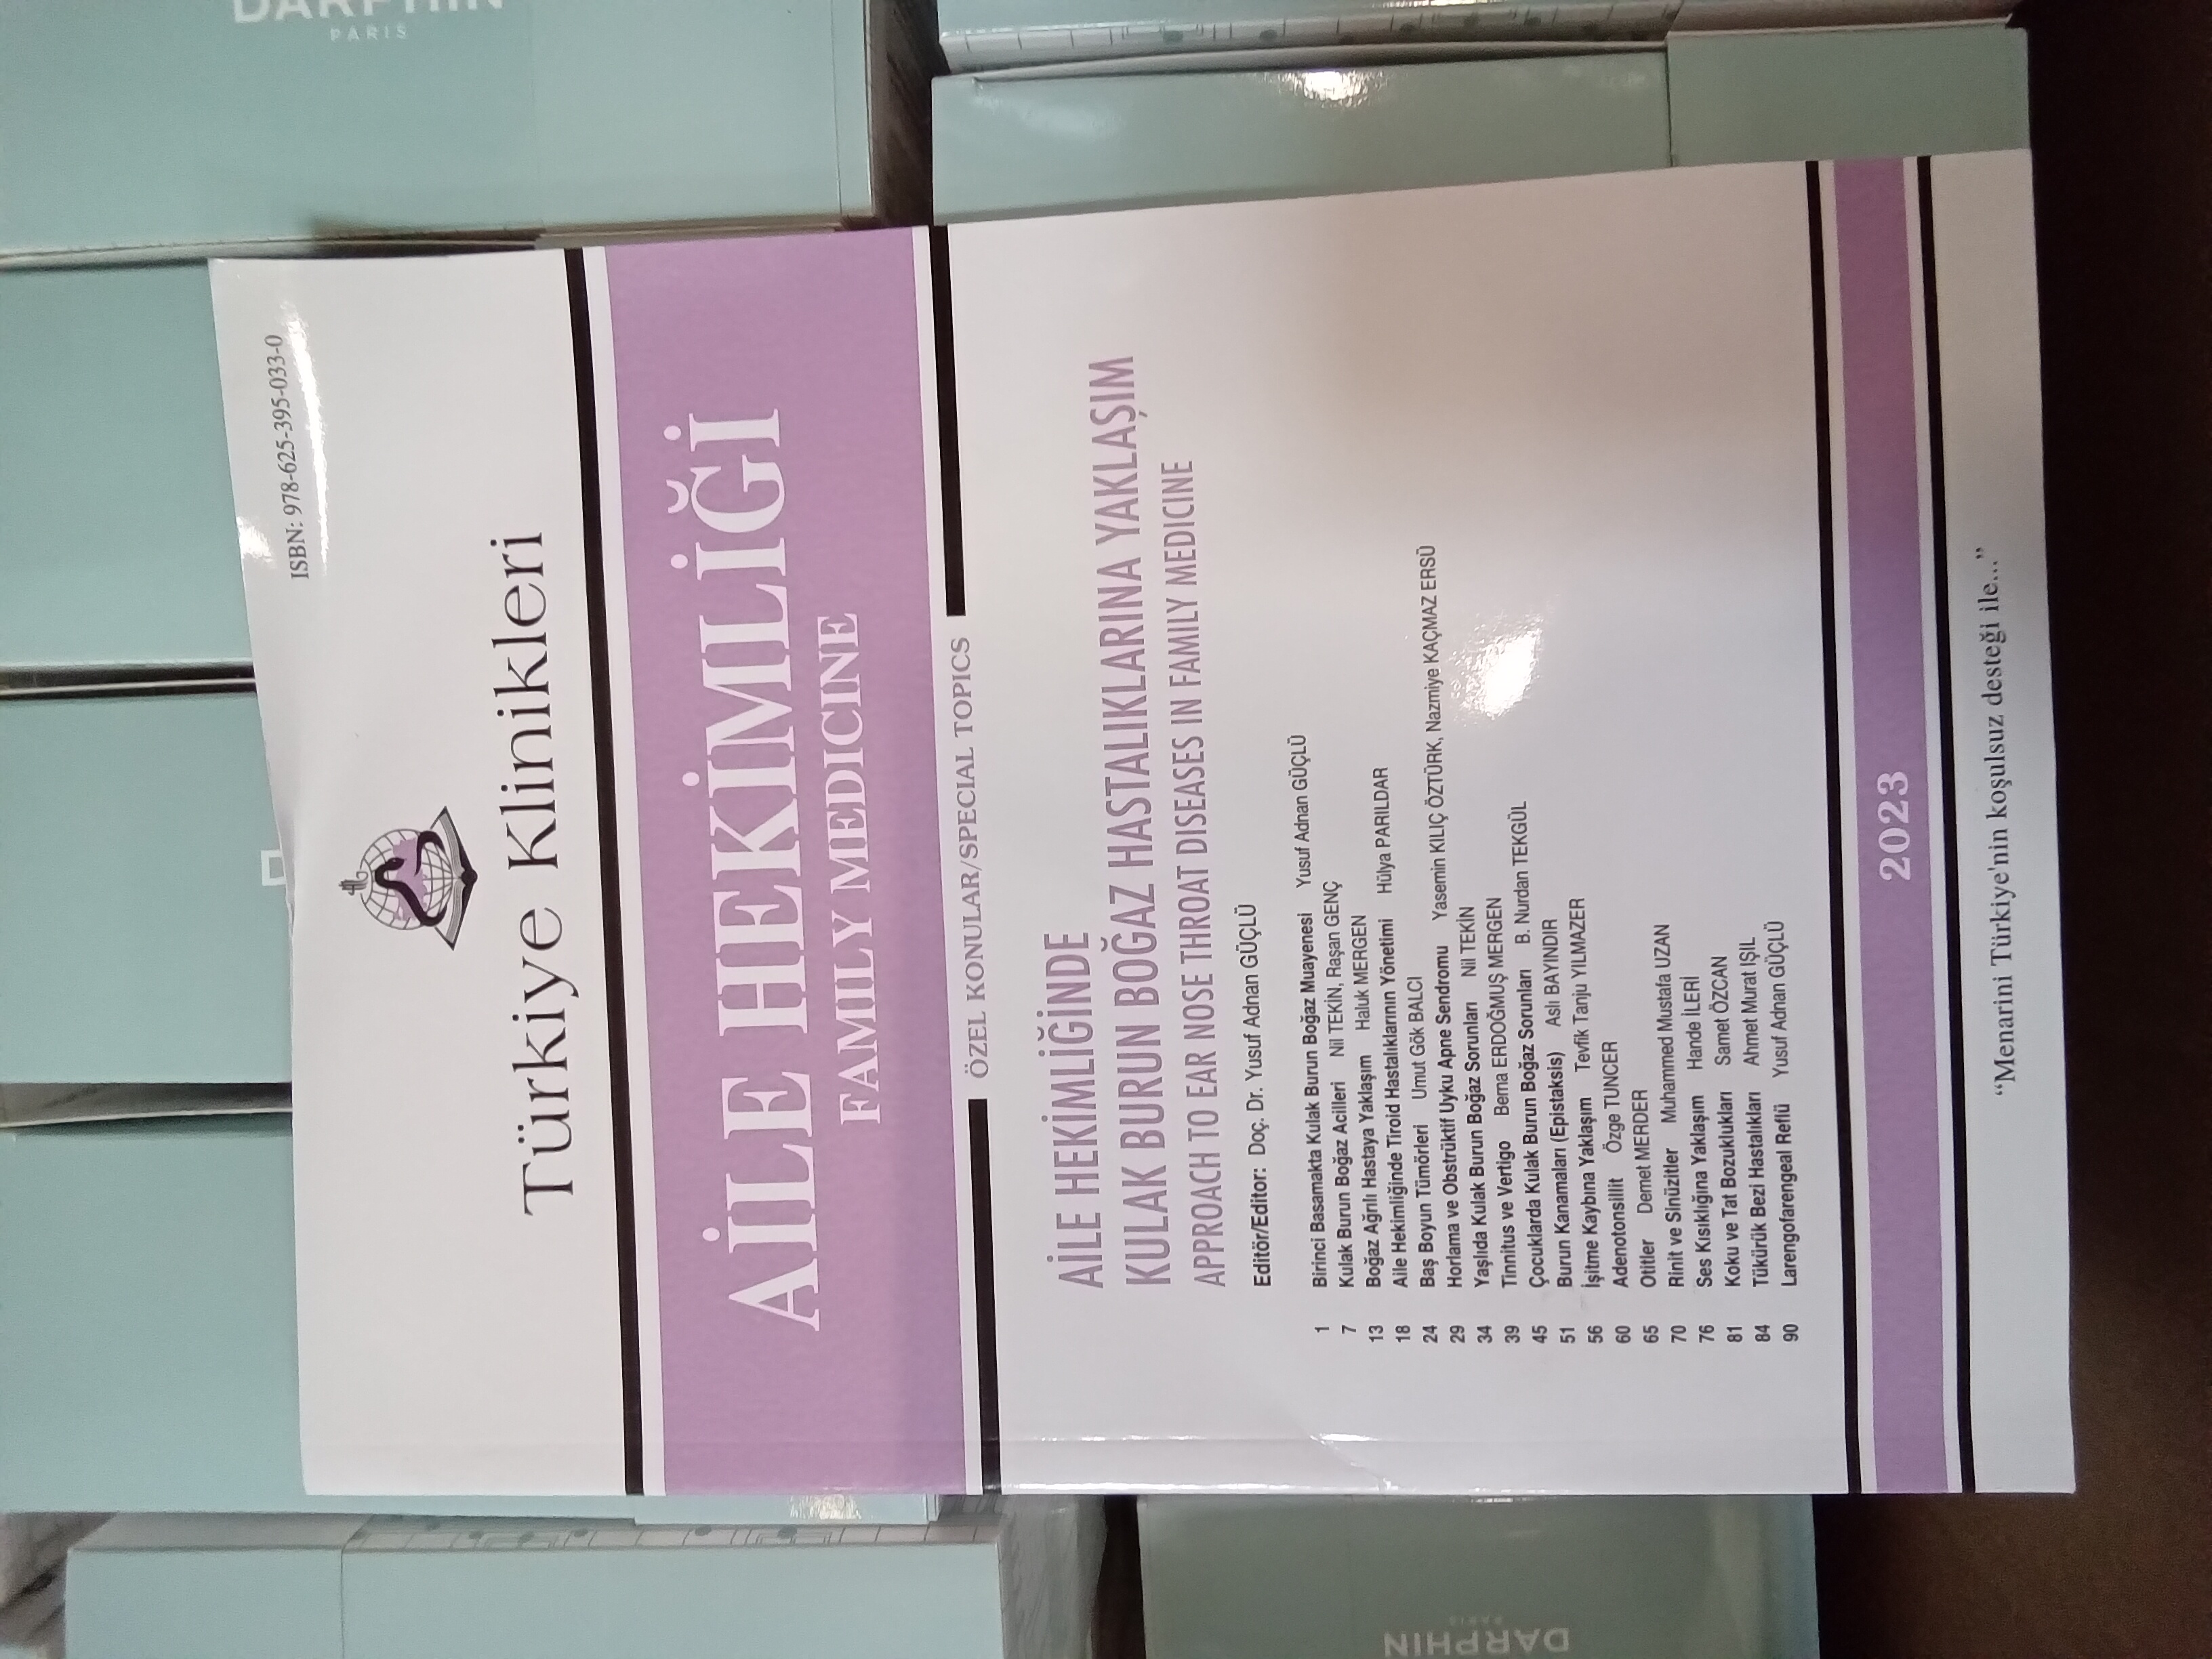 ISBN: 978-625-395-033-0
Türkiye Klinikleri
AİLE HEKİMLİĞİ
FAMILY MEDICINE
ÖZEL KONULAR/SPECIAL TOPICS
AİLE HEKİMLİĞİNDE
KULAK BURUN BOĞAZ HASTALIKLARINA YAKLAŞIM
APPROACH TO EAR NOSE THROAT DISEASES IN FAMILY MEDICINE
Editör/Editor: Doç. Dr. Yusuf Adnan GÜÇLÜ
1 Birinci Basamakta Kulak Burun Boğaz Muayenesi Yusuf Adnan GÜÇLÜ
7 Kulak Burun Boğaz Acilleri Nil TEKİN, Raşan GENÇ
13 Boğaz Ağrılı Hastaya Yaklaşım Haluk MERGEN
18 Aile Hekimliğinde Tiroid Hastalıklarının Yönetimi Hülya PARILDAR
24 Baş Boyun Tümörleri Umut Gök BALCI
29 Horlama ve Obstrüktif Uyku Apne Sendromu Yasemin KILIÇ ÖZTÜRK, Nazmiye KAÇMAZ ERSÜ
34 Yaşlıda Kulak Burun Boğaz Sorunları Nil TEKİN
39 Tinnitus ve Vertigo Berna ERDOĞMUŞ MERGEN
45 Çocuklarda Kulak Burun Boğaz Sorunları B. Nurdan TEKGÜL
51 Burun Kanamaları (Epistaksis) Aslı BAYINDIR
56 İşitme Kaybına Yaklaşım Tevfik Tanju YILMAZER
60 Adenotonsillit Özge TUNCER
65 Otitler Demet MERDER
70 Rinit ve Sinüzitler Muhammed Mustafa UZAN
76 Ses Kısıklığına Yaklaşım Hande İLERİ
81 Koku ve Tat Bozuklukları Samet ÖZCAN
84 Tükürük Bezi Hastalıkları Ahmet Murat IŞIL
90 Larengofarengeal Reflü Yusuf Adnan GÜÇLÜ
2023
“Menarini Türkiye'nin koşulsuz desteği ile...”
DARPHIN
PARIS
DARPHIN
PARIS